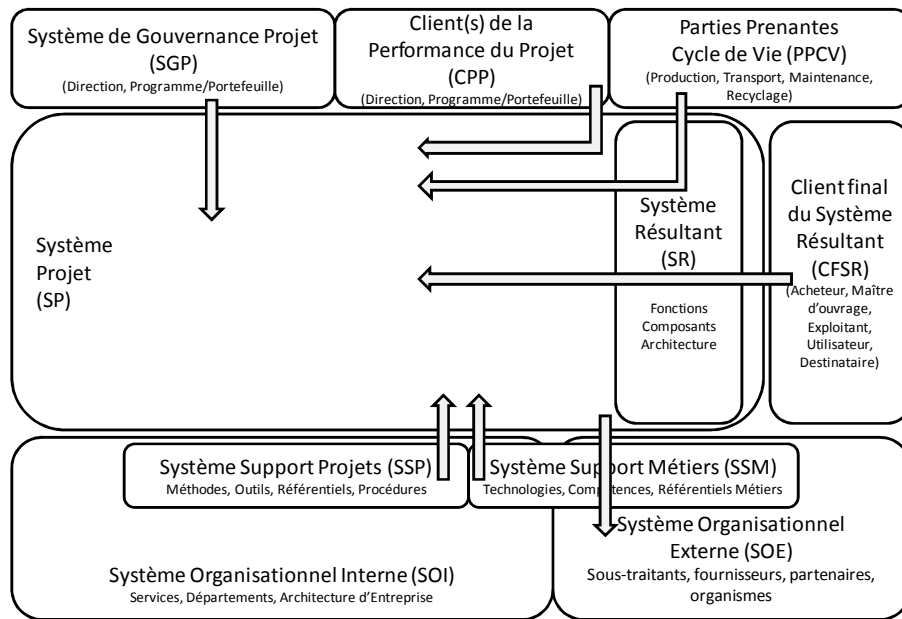 Système de Gouvernance Projet
(SGP)
(Direction, Programme/Portefeuille)
Client(s) de la
Performance du Projet
(CPP)
(Direction, Programme/Portefeuille)
Parties Prenantes
Cycle de Vie (PPCV)
(Production, Transport, Maintenance,
Recyclage)
Système
Projet
(SP)
Système
Résultant
(SR)
Fonctions
Composants
Architecture
Client final
du Système
Résultant
(CFSR)
(Acheteur, Maître
d'ouvrage,
Exploitant,
Utilisateur,
Destinataire)
Système Support Projets (SSP)
Méthodes, Outils, Référentiels, Procédures
Système Support Métiers (SSM)
Technologies, Compétences, Référentiels Métiers
Système Organisationnel Interne (SOI)
Services, Départements, Architecture d'Entreprise
Système Organisationnel
Externe (SOE)
Sous-traitants, fournisseurs, partenaires,
organismes